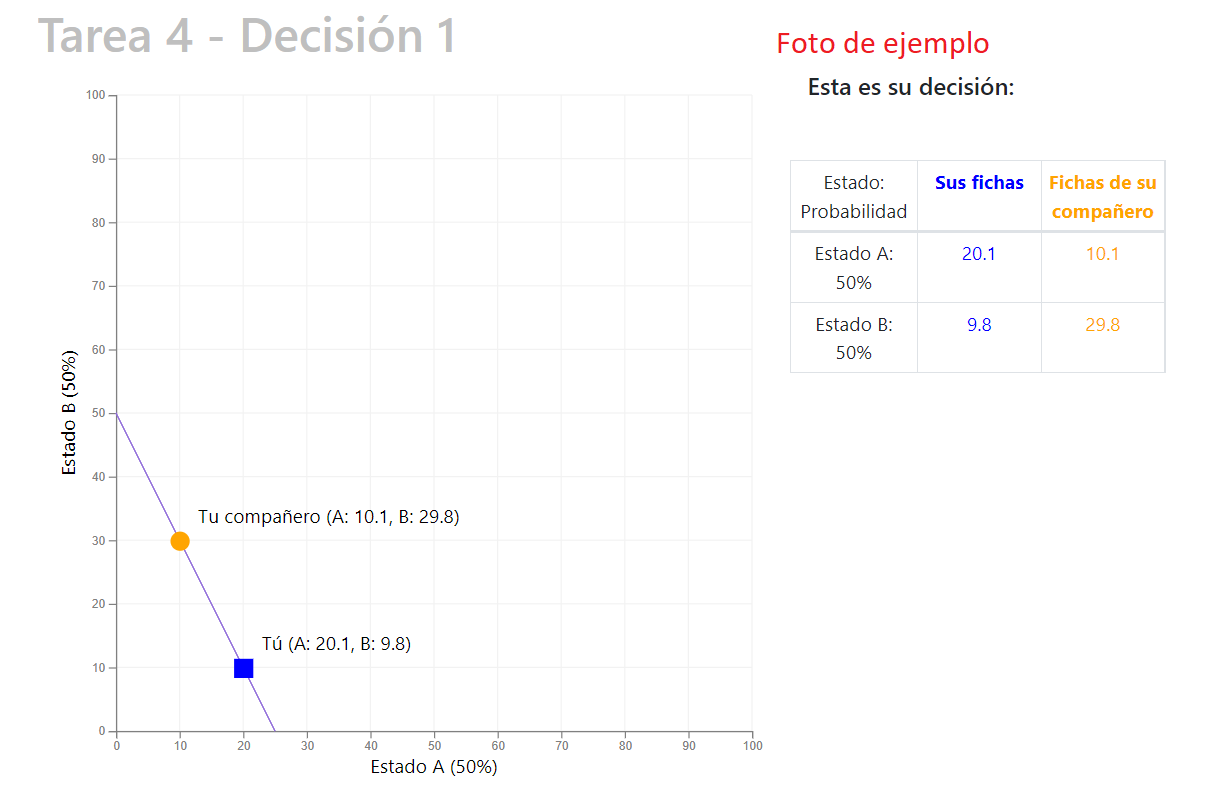 Tarea 4 - Decisión 1
Foto de ejemplo
Esta es su decisión:
Estado: Probabilidad
Sus fichas
Fichas de su compañero
Estado A: 50%
20.1
10.1
Estado B: 50%
9.8
29.8
100
90
80
70
60
50
40
30
20
10
0
Estado B (50%)
Tu compañero (A: 10.1, B: 29.8)
Tú (A: 20.1, B: 9.8)
0 10 20 30 40 50 60 70 80 90 100
Estado A (50%)